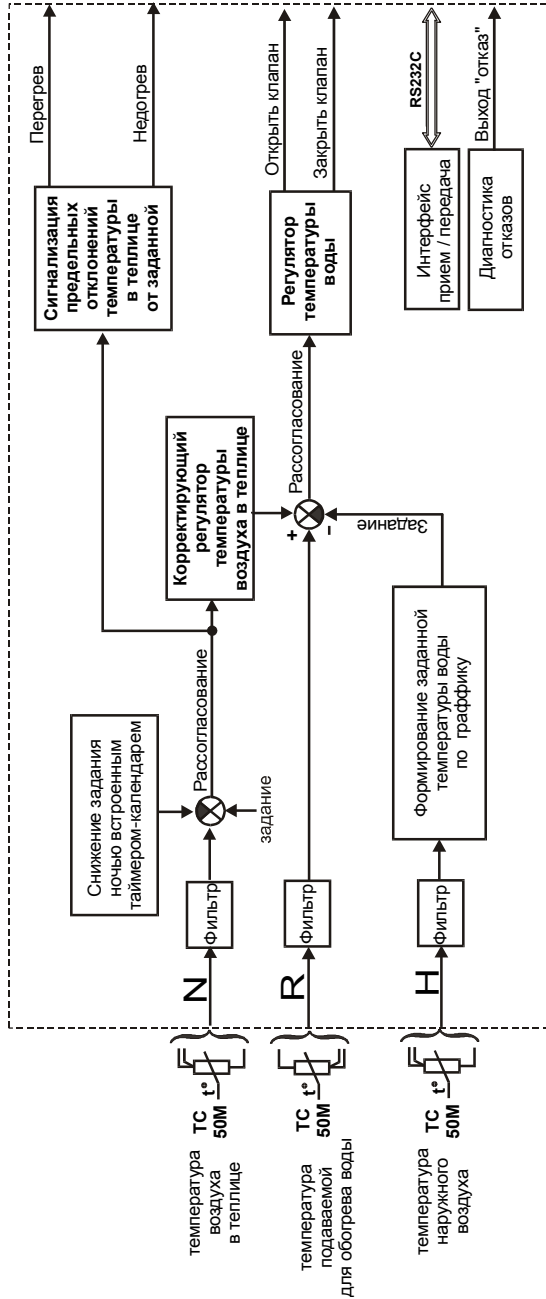 температура
воздуха
в теплице
ТС
50М
t°
N
Фильтр
Снижение задания
ночью встроенным
таймером-календарем
задание
Рассогласование
Корректирующий
регулятор
температуры
воздуха в теплице
Сигнализация
предельных
отклонений
температуры
в теплице
от заданной
Перегрев
Недогрев
температура
подаваемой
для обогрева воды
ТС
50М
t°
R
Фильтр
+
–
Рассогласование
Регулятор
температуры
воды
Открыть клапан
Закрыть клапан
температура
наружного
воздуха
ТС
50М
t°
H
Фильтр
Формирование заданной
температуры воды
по граффику
Задание
Интерфейс
прием / передача
RS232C
Диагностика
отказов
Выход "отказ"